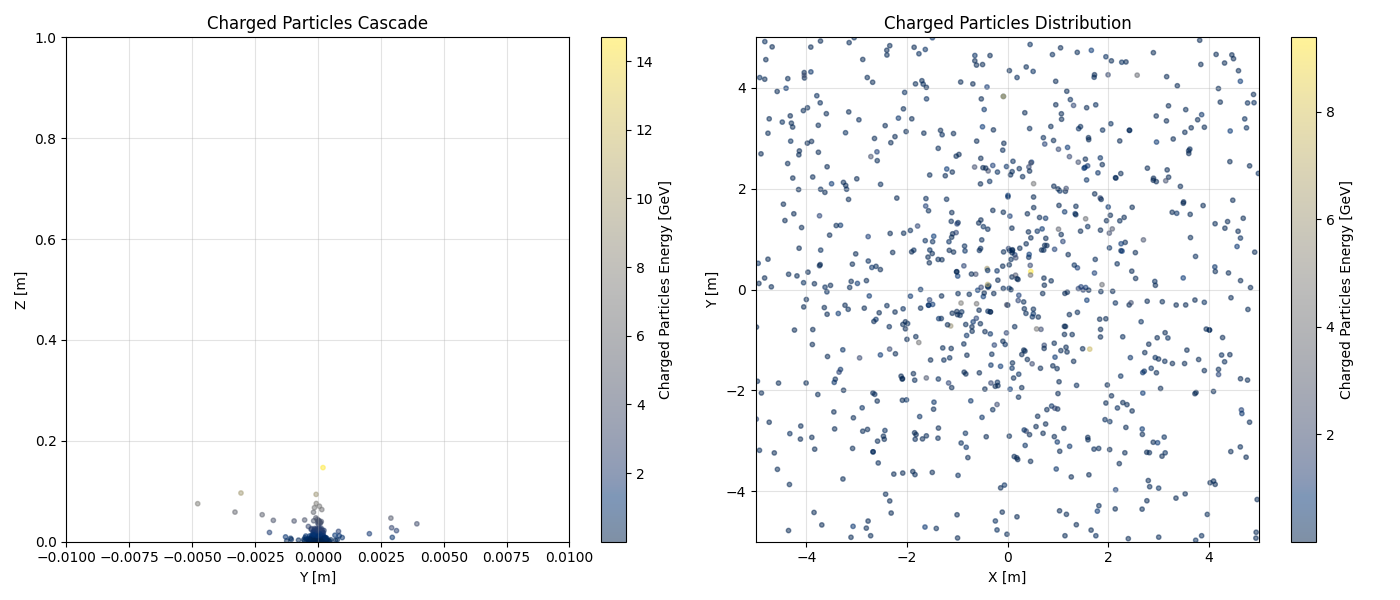 Charged Particles Cascade
1.0
0.8
0.6
0.4
0.2
0.0
Z [m]
−0.0100 −0.0075 −0.0050 −0.0025 0.0000 0.0025 0.0050 0.0075 0.0100
Y [m]
14
12
10
8
6
4
2
Charged Particles Energy [GeV]
Charged Particles Distribution
4
2
0
−2
−4
Y [m]
−4 −2 0 2 4
X [m]
8
6
4
2
Charged Particles Energy [GeV]